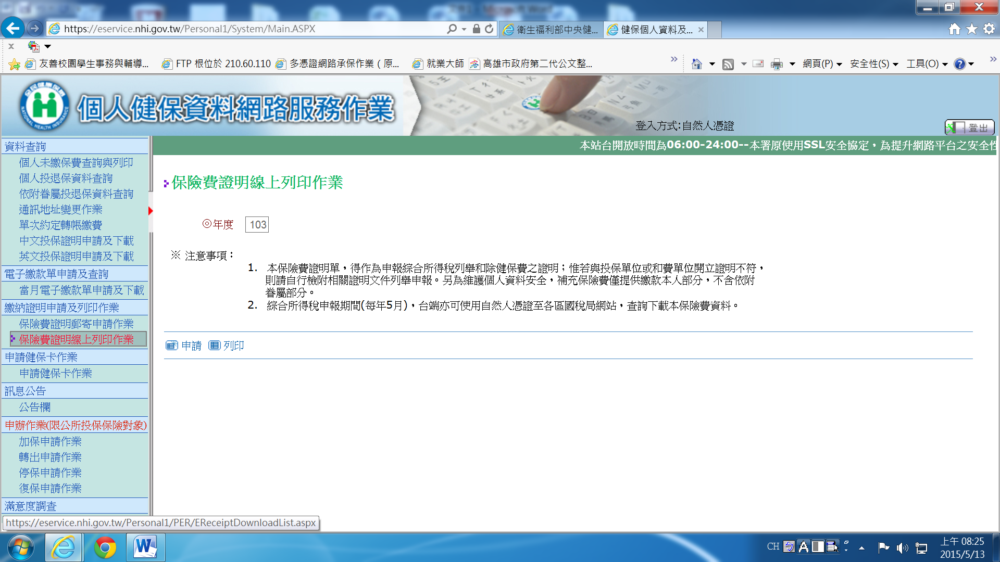 https://eservice.nhi.gov.tw/Personal1/System/Main.ASPX
衛生福利部中央健...
健保個人資料及...
友善校園學生事務與輔導...
FTP 根位於 210.60.110
多憑證網路承保作業 ( 原...
就業大師
高雄市政府第二代公文整...
網頁(P)
安全性(S)
工具(O)
全民健康保險
NATIONAL HEALTH INSURANCE
個人健保資料網路服務作業
登入方式:自然人憑證
登出
本站台開放時間為06:00-24:00--本署原使用SSL安全協定，為提升網路平台之安全性
資料查詢
個人未繳保費查詢與列印
個人投退保資料查詢
依附眷屬投退保資料查詢
通訊地址變更作業
單次約定轉帳繳費
中文投保證明申請及下載
英文投保證明申請及下載
電子繳款單申請及查詢
當月電子繳款單申請及下載
繳納證明申請及列印作業
保險費證明郵寄申請作業
保險費證明線上列印作業
申請健保卡作業
申請健保卡作業
訊息公告
公告欄
申辦作業(限公所投保保險對象)
加保申請作業
轉出申請作業
停保申請作業
復保申請作業
滿意度調查
保險費證明線上列印作業
◎年度 103
※ 注意事項：
1. 本保險費證明單，得作為申報綜合所得稅列舉和除健保費之證明；惟若與投保單位或和費單位開立證明不符，
則請自行檢附相關證明文件列舉申報。另為維護個人資料安全，補充保險費僅提供繳款本人部分，不含依附
眷屬部分。
2. 綜合所得稅申報期間(每年5月)，台端亦可使用自然人憑證至各區國稅局網站，查詢下載本保險費資料。
申請 列印
https://eservice.nhi.gov.tw/Personal1/PER/EReceiptDownloadList.aspx
CH
上午 08:25
2015/5/13